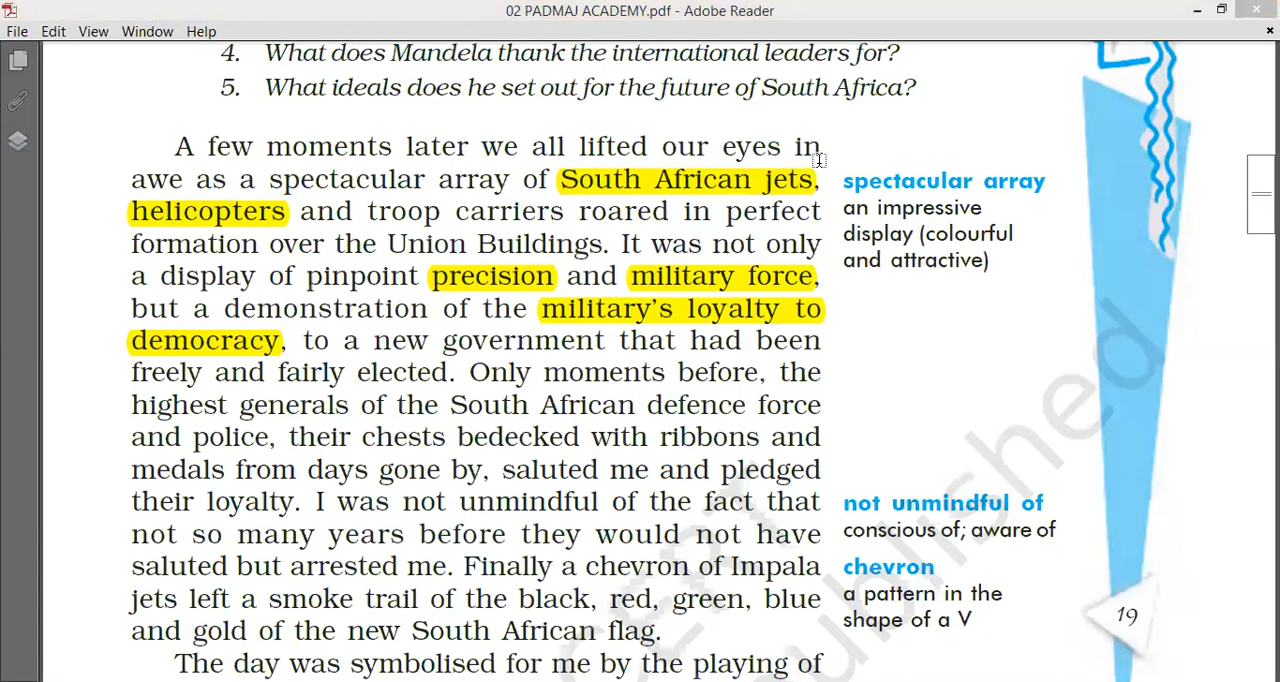 02 PADMAJ ACADEMY.pdf - Adobe Reader
File Edit View Window Help
4. What does Mandela thank the international leaders for?
5. What ideals does he set out for the future of South Africa?
A few moments later we all lifted our eyes in
awe as a spectacular array of South African jets,
helicopters and troop carriers roared in perfect
formation over the Union Buildings. It was not only
a display of pinpoint precision and military force,
but a demonstration of the military's loyalty to
democracy, to a new government that had been
freely and fairly elected. Only moments before, the
highest generals of the South African defence force
and police, their chests bedecked with ribbons and
medals from days gone by, saluted me and pledged
their loyalty. I was not unmindful of the fact that
not so many years before they would not have
saluted but arrested me. Finally a chevron of Impala
jets left a smoke trail of the black, red, green, blue
and gold of the new South African flag.
The day was symbolised for me by the playing of
spectacular array
an impressive
display (colourful
and attractive)
not unmindful of
conscious of; aware of
chevron
a pattern in the
shape of a V
19
published